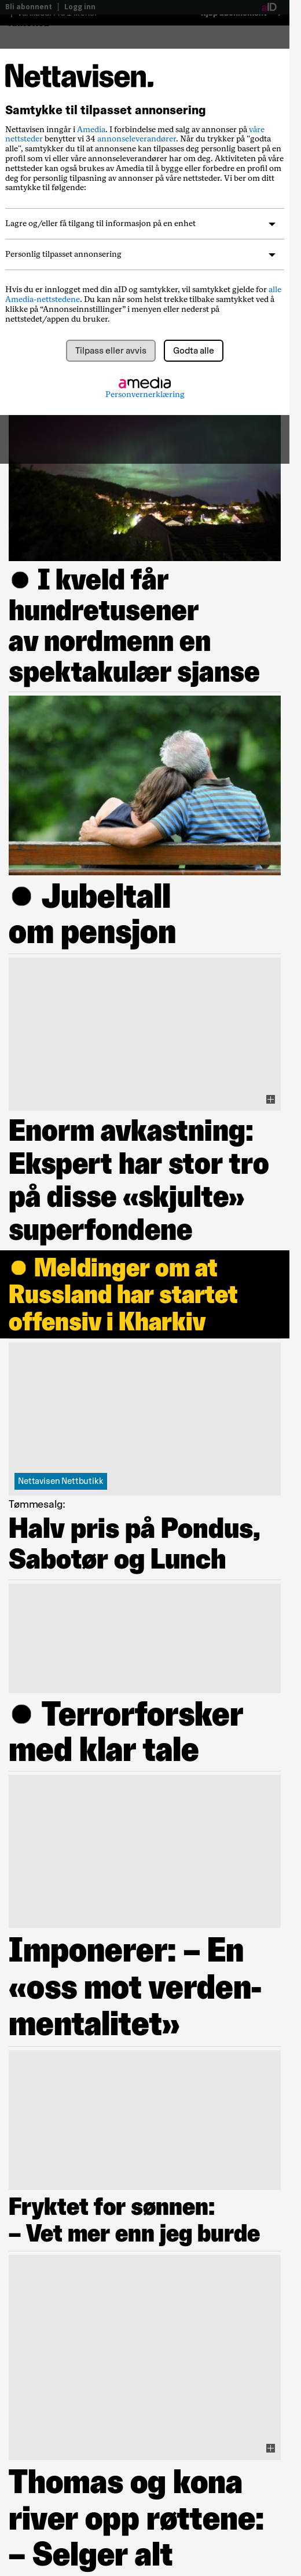 Bli abonnent | Logg inn
aID
Nettavisen.
Samtykke til tilpasset annonsering
Nettavisen inngår i Amedia. I forbindelse med salg av annonser på våre
nettsteder benytter vi 34 annonseleverandører. Når du trykker på "godta
alle", samtykker du til at annonsene kan tilpasses deg personlig basert på en
profil som vi eller våre annonseleverandører har om deg. Aktiviteten på våre
nettsteder kan også brukes av Amedia til å bygge eller forbedre en profil om
deg for personlig tilpasning av annonser på våre nettsteder. Vi ber om ditt
samtykke til følgende:
Lagre og/eller få tilgang til informasjon på en enhet
Personlig tilpasset annonsering
Hvis du er innlogget med din aID og samtykker, vil samtykket gjelde for alle
Amedia-nettstedene. Du kan når som helst trekke tilbake samtykket ved å
klikke på “Annonseinnstillinger” i menyen eller nederst på
nettstedet/appen du bruker.
Tilpass eller avvis
Godta alle
amedia
Personvernerklæring
I kveld får
hundretusener
av nordmenn en
spektakulær sjanse
Jubeltall
om pensjon
Enorm avkastning:
Ekspert har stor tro
på disse «skjulte»
superfondene
Meldinger om at
Russland har startet
offensiv i Kharkiv
Nettavisen Nettbutikk
Tømmesalg:
Halv pris på Pondus,
Sabotør og Lunch
Terrorforsker
med klar tale
Imponerer: – En
«oss mot verden-
mentalitet»
Fryktet for sønnen:
– Vet mer enn jeg burde
Thomas og kona
river opp røttene:
– Selger alt